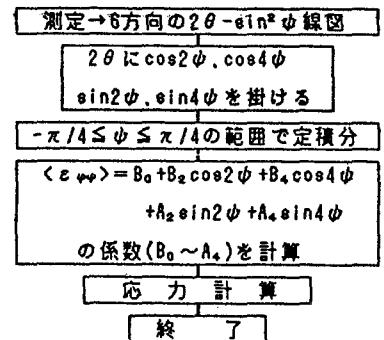 測定→6方向の2θ-sin²ψ線図
2θにcos2ψ、cos4ψ
sin2ψ、sin4ψを掛ける
-π/4≦ψ≦π/4の範囲で定積分
〈ε_ψψ〉=B₀+B₂cos2ψ+B₄cos4ψ
+A₂sin2ψ+A₄sin4ψ
の係数(B₀~A₄)を計算
応力計算
終了